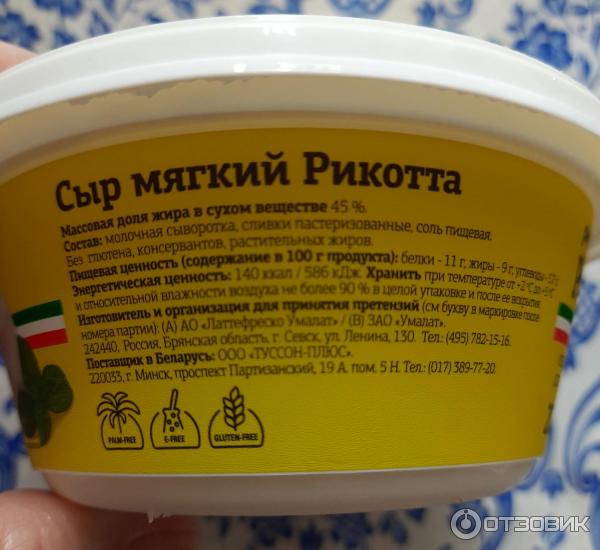 Сыр мягкий Рикотта
Массовая доля жира в сухом веществе 45 %.
Состав: молочная сыворотка, сливки пастеризованные, соль пищевая.
Без глютена, консервантов, растительных жиров.
Пищевая ценность (содержание в 100 г продукта): белки - 11 г, жиры - 9 г, углеводы -
Энергетическая ценность: 140 ккал / 586 кДж. Хранить при температуре от +2°С до
и относительной влажности воздуха не более 90 % в целой упаковке и после ее вскрытия.
Изготовитель и организация для принятия претензий (см букву в маркировке после
номера партии): (А) АО «Латтефреско Умалат» / (В) ЗАО «Умалат».
242440, Россия, Брянская область, г. Севск, ул. Ленина, 130. Тел.: (495) 782-15-16.
Поставщик в Беларусь: ООО «ТУССОН-ПЛЮС».
220033, г. Минск, проспект Партизанский, 19 А. пом. 5 Н. Тел.: (017) 389-77-20.
PALM-FREE
E-FREE
GLUTEN-FREE
ОТЗОВИК